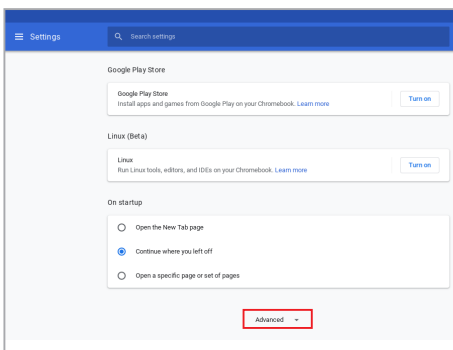 Settings
Search settings
Google Play Store
Google Play Store
Install apps and games from Google Play on your Chromebook. Learn more
Turn on
Linux (Beta)
Linux
Run Linux tools, editors, and IDEs on your Chromebook. Learn more
Turn on
On startup
Open the New Tab page
Continue where you left off
Open a specific page or set of pages
Advanced